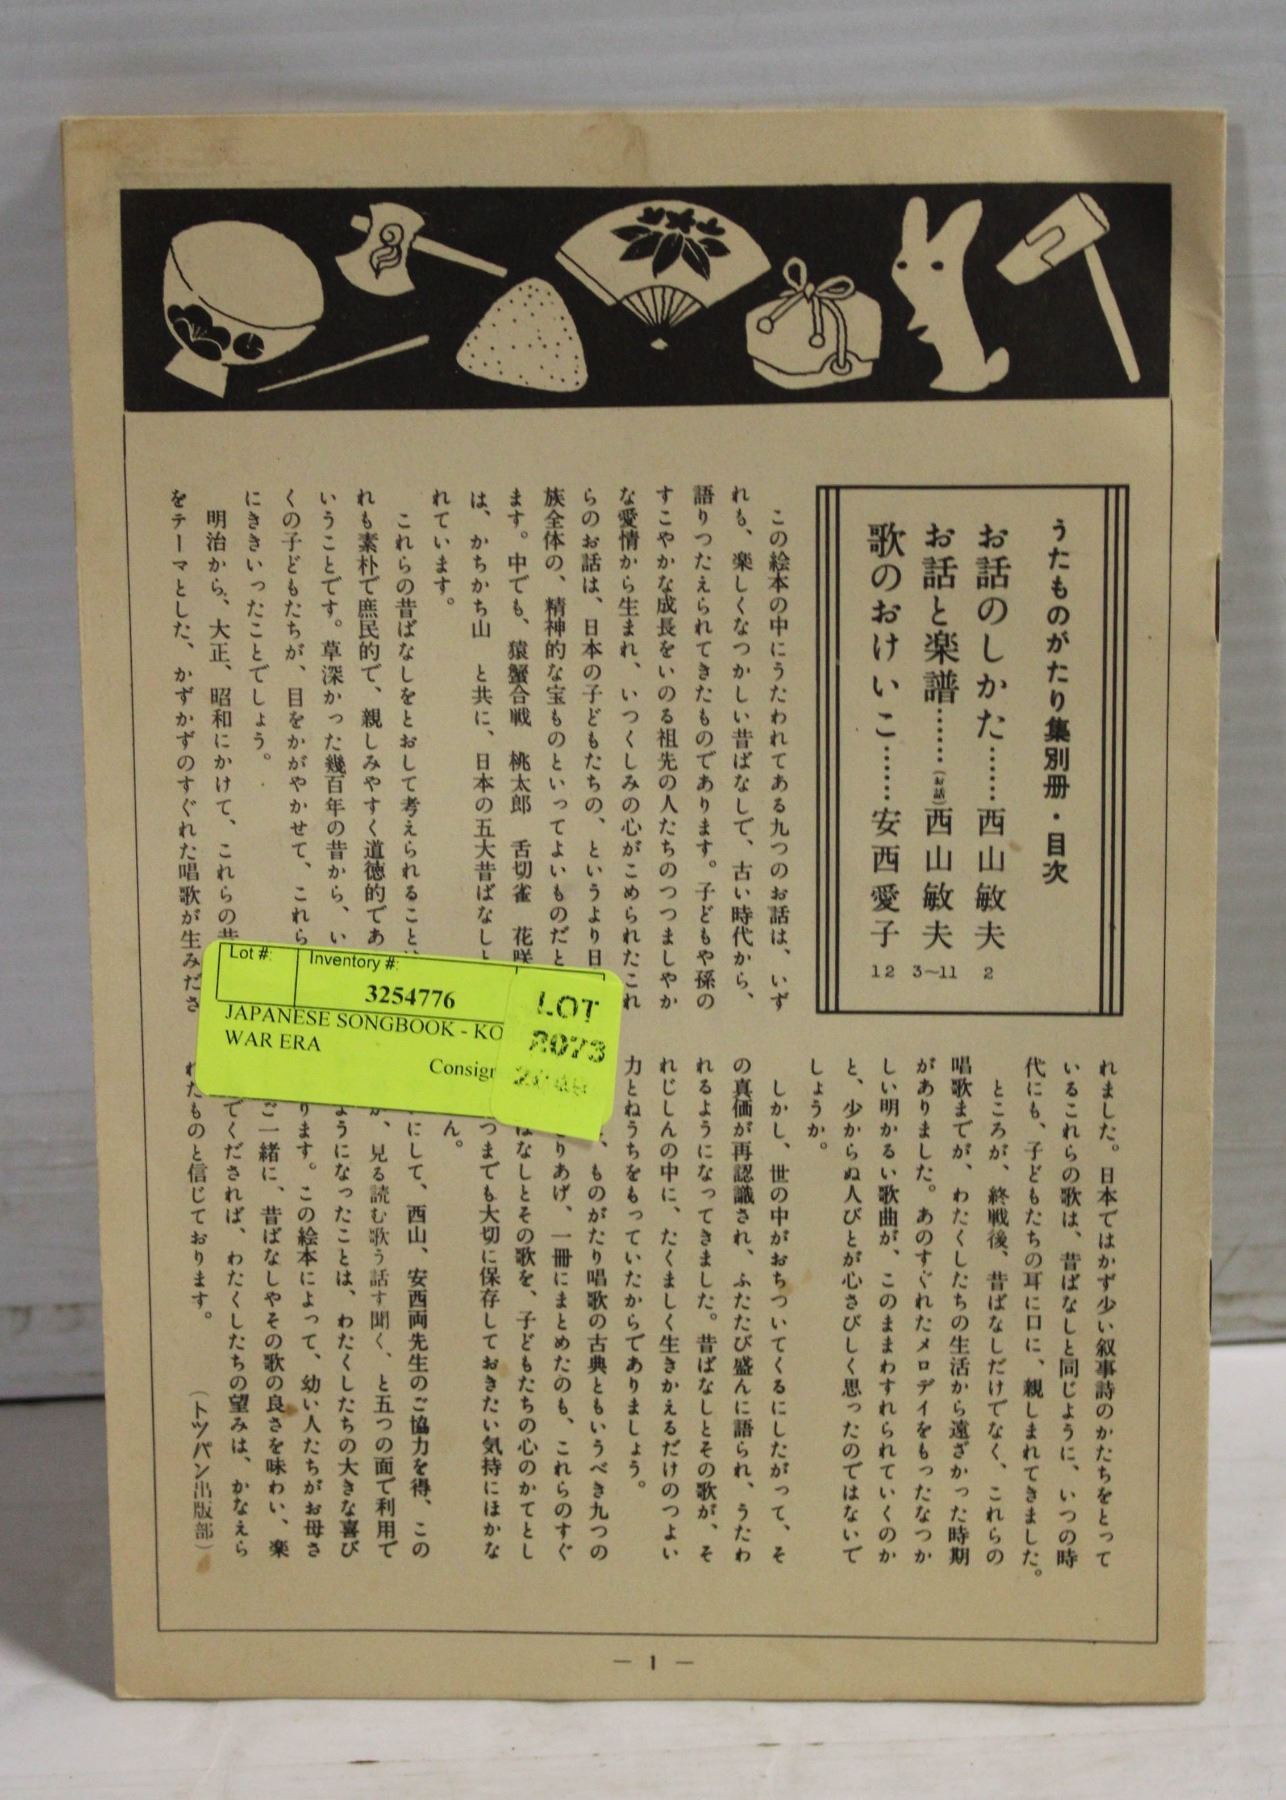 うたものがたり集別冊・目次
お話のしかた……西山敏夫 2
お話と楽譜……(お話)西山敏夫 3~11
歌のおけいこ……安西愛子 12
この絵本の中にうたわれてある九つのお話は、いず
れも、楽しくなつかしい昔ばなしで、古い時代から、
語りつたえられてきたものであります。子どもや孫の
すこやかな成長をいのる祖先の人たちのつつましやか
な愛情から生まれ、いつくしみの心がこめられたこれ
らのお話は、日本の子どもたちの、というより日
族全体の、精神的な宝ものといってよいものだと
ます。中でも、猿蟹合戦 桃太郎 舌切雀 花咲
は、かちかち山 と共に、日本の五大昔ばなしと
れています。
これらの昔ばなしをとおして考えられることは
れも素朴で庶民的で、親しみやすく道徳的であ
いうことです。草深かった幾百年の昔から、い
くの子どもたちが、目をかがやかせて、これら
にききいったことでしょう。
明治から、大正、昭和にかけて、これらの昔
をテーマとした、かずかずのすぐれた唱歌が生みださ
れました。日本ではかず少い叙事詩のかたちをとって
いるこれらの歌は、昔ばなしと同じように、いつの時
代にも、子どもたちの耳に口に、親しまれてきました。
ところが、終戦後、昔ばなしだけでなく、これらの
唱歌までが、わたくしたちの生活から遠ざかった時期
がありました。あのすぐれたメロデイをもったなつか
しい明かるい歌曲が、このままわすれられていくのか
と、少からぬ人びとが心さびしく思ったのではないで
しょうか。
しかし、世の中がおちついてくるにしたがって、そ
の真価が再認識され、ふたたび盛んに語られ、うたわ
れるようになってきました。昔ばなしとその歌が、そ
れじしんの中に、たくましく生きかえるだけのつよい
力とねうちをもっていたからでありましょう。
、ものがたり唱歌の古典ともいうべき九つの
りあげ、一冊にまとめたのも、これらのすぐ
ばなしとその歌を、子どもたちの心のかてとし
つまでも大切に保存しておきたい気持にほかな
ん。
にして、西山、安西両先生のご協力を得、この
が、見る読む歌う話す聞く、と五つの面で利用で
ようになったことは、わたくしたちの大きな喜び
ります。この絵本によって、幼い人たちがお母さ
ご一緒に、昔ばなしやその歌の良さを味わい、楽
でくだされば、わたくしたちの望みは、かなえら
れたものと信じております。
(トツパン出版部)
— 1 —
Lot #:
Inventory #:
3254776
JAPANESE SONGBOOK - KO
WAR ERA
Consign
LOT
2073